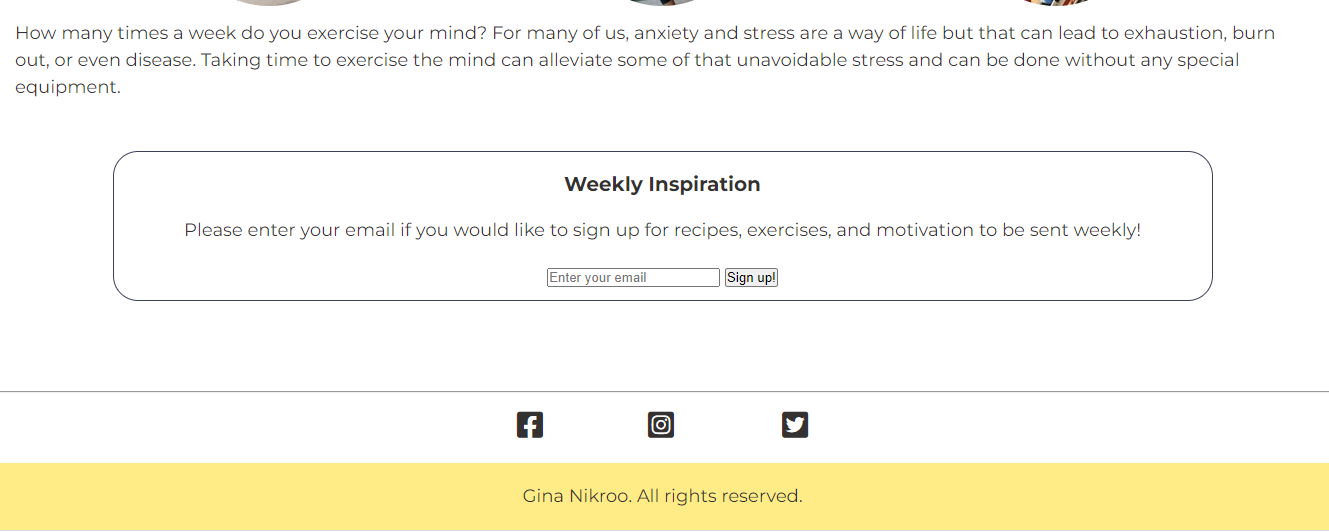 How many times a week do you exercise your mind? For many of us, anxiety and stress are a way of life but that can lead to exhaustion, burn
out, or even disease. Taking time to exercise the mind can alleviate some of that unavoidable stress and can be done without any special
equipment.
Weekly Inspiration
Please enter your email if you would like to sign up for recipes, exercises, and motivation to be sent weekly!
Enter your email Sign up!
Gina Nikroo. All rights reserved.